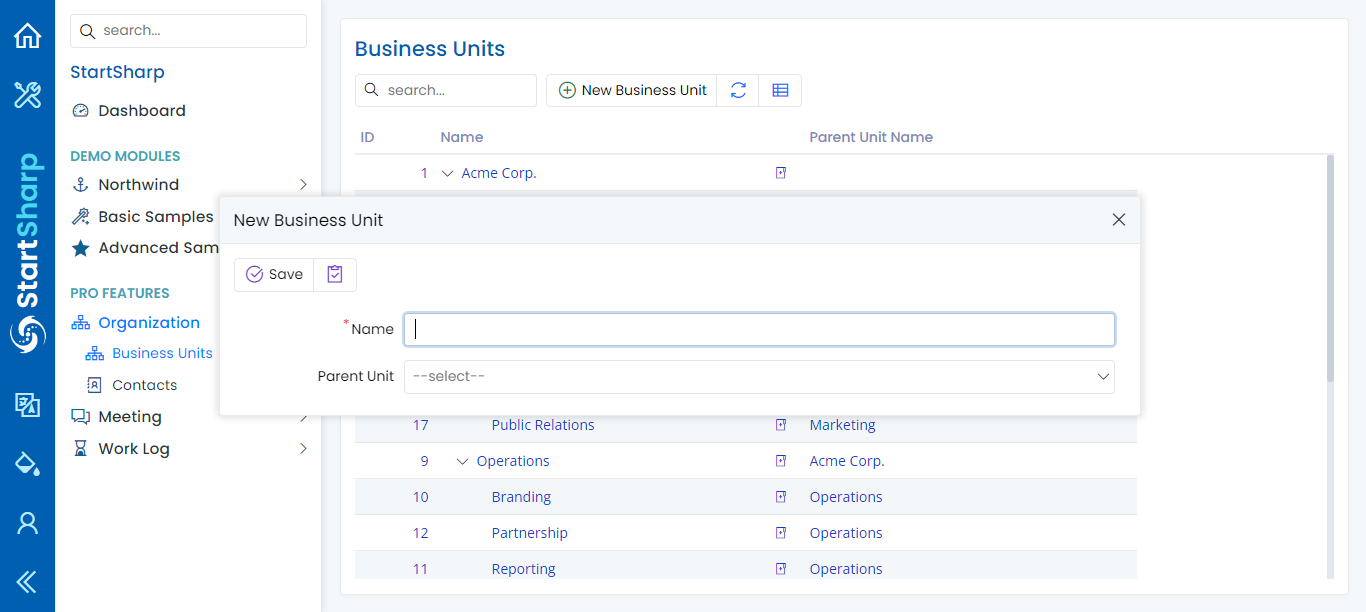 StartSharp
search...
StartSharp
Dashboard
DEMO MODULES
Northwind
Basic Samples
Advanced Sam
PRO FEATURES
Organization
Business Units
Contacts
Meeting
Work Log
Business Units
search...
New Business Unit
ID Name Parent Unit Name
1 Acme Corp.
New Business Unit
Save
* Name
Parent Unit --select--
17 Public Relations Marketing
9 Operations Acme Corp.
10 Branding Operations
12 Partnership Operations
11 Reporting Operations